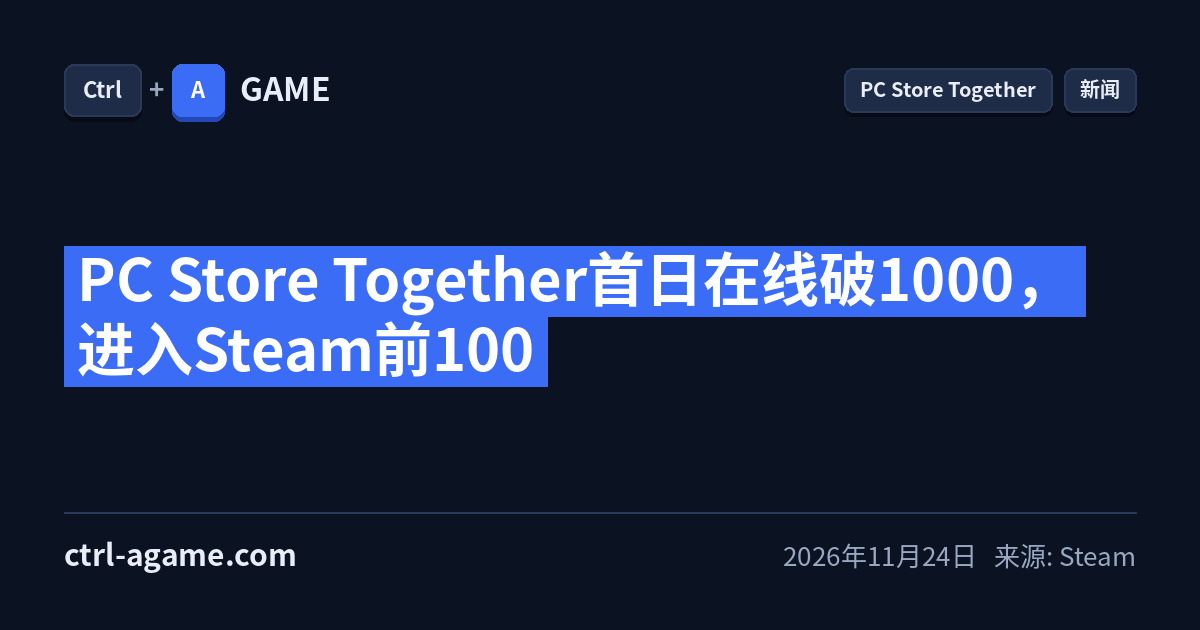 Ctrl + A GAME
PC Store Together 新闻
PC Store Together首日在线破1000，
进入Steam前100
ctrl-agame.com
2026年11月24日 来源: Steam